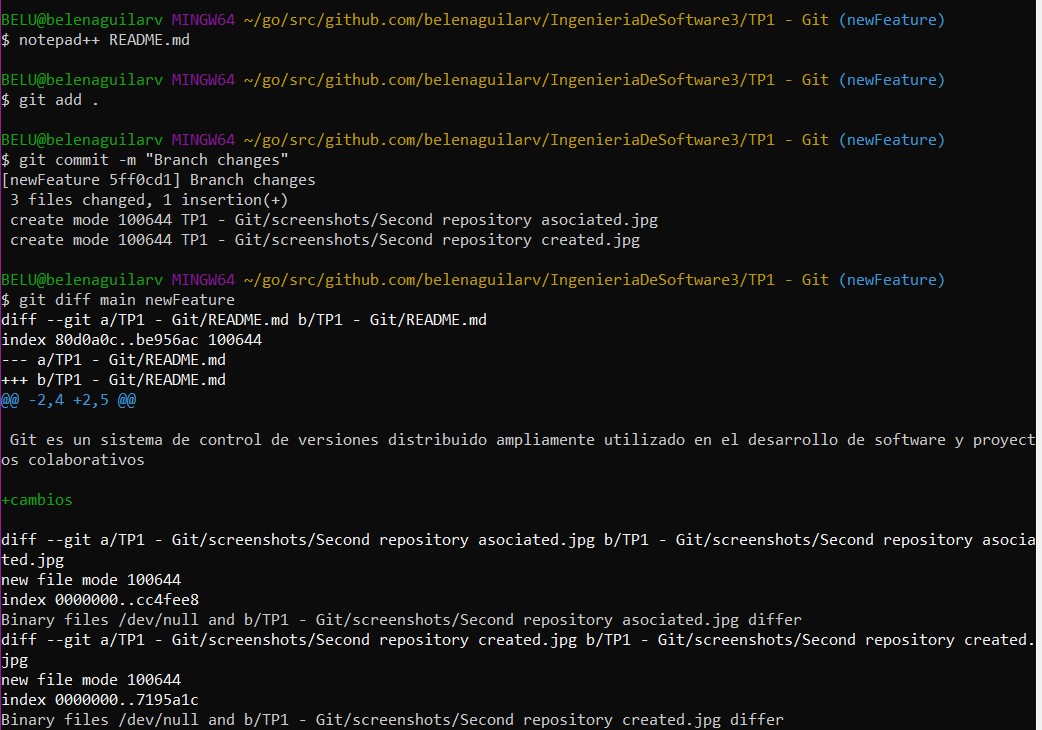 BELU@belenaguilarv MINGW64 ~/go/src/github.com/belenaguilarv/IngenieriaDeSoftware3/TP1 - Git (newFeature)
$ notepad++ README.md
BELU@belenaguilarv MINGW64 ~/go/src/github.com/belenaguilarv/IngenieriaDeSoftware3/TP1 - Git (newFeature)
$ git add .
BELU@belenaguilarv MINGW64 ~/go/src/github.com/belenaguilarv/IngenieriaDeSoftware3/TP1 - Git (newFeature)
$ git commit -m "Branch changes"
[newFeature 5ff0cd1] Branch changes
 3 files changed, 1 insertion(+)
 create mode 100644 TP1 - Git/screenshots/Second repository asociated.jpg
 create mode 100644 TP1 - Git/screenshots/Second repository created.jpg
BELU@belenaguilarv MINGW64 ~/go/src/github.com/belenaguilarv/IngenieriaDeSoftware3/TP1 - Git (newFeature)
$ git diff main newFeature
diff --git a/TP1 - Git/README.md b/TP1 - Git/README.md
index 80d0a0c..be956ac 100644
--- a/TP1 - Git/README.md
+++ b/TP1 - Git/README.md
@@ -2,4 +2,5 @@
 Git es un sistema de control de versiones distribuido ampliamente utilizado en el desarrollo de software y proyect
os colaborativos
+cambios
diff --git a/TP1 - Git/screenshots/Second repository asociated.jpg b/TP1 - Git/screenshots/Second repository asocia
ted.jpg
new file mode 100644
index 0000000..cc4fee8
Binary files /dev/null and b/TP1 - Git/screenshots/Second repository asociated.jpg differ
diff --git a/TP1 - Git/screenshots/Second repository created.jpg b/TP1 - Git/screenshots/Second repository created.
jpg
new file mode 100644
index 0000000..7195a1c
Binary files /dev/null and b/TP1 - Git/screenshots/Second repository created.jpg differ